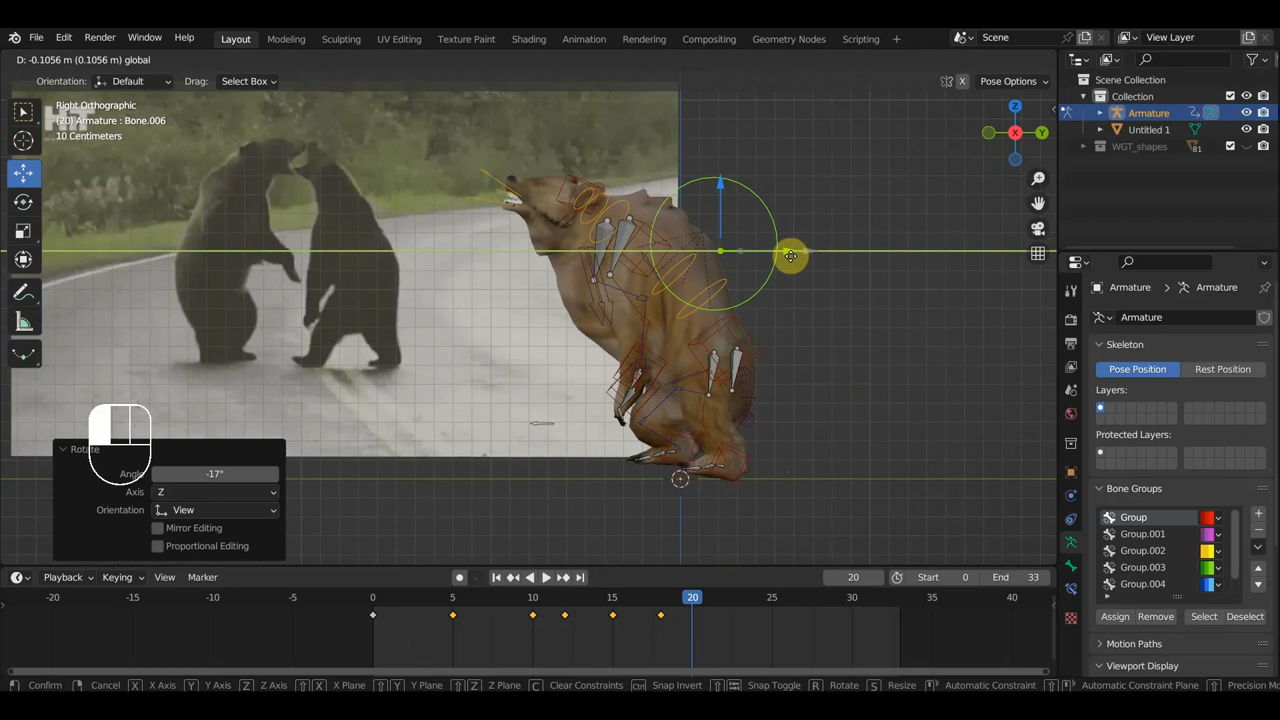 File Edit Render Window Help Layout Modeling Sculpting UV Editing Texture Paint Shading Animation Rendering Compositing Geometry Nodes Scripting + Scene View Layer
D: -0.1056 m (0.1056 m) global
Orientation: Default Drag: Select Box X Pose Options
Right Orthographic
(20) Armature : Bone.006
10 Centimeters
Z
Y
X
Scene Collection
Collection
Armature
Untitled 1
WGT_shapes 81
Armature > Armature
Armature
Skeleton
Pose Position Rest Position
Layers:
Protected Layers:
Bone Groups
Group
Group.001
Group.002
Group.003
Group.004
Assign Remove Select Deselect
Motion Paths
Viewport Display
Rotate
Angle -17°
Axis Z
Orientation View
Mirror Editing
Proportional Editing
Playback Keying View Marker 20 Start 0 End 33
-20 -15 -10 -5 0 5 10 15 20 25 30 35 40
Confirm Cancel X X Axis Y Y Axis Z Z Axis X X Plane Y Y Plane Z Z Plane C Clear Constraints Ctrl Snap Invert Snap Toggle R Rotate S Resize Automatic Constraint Automatic Constraint Plane Precision Mo